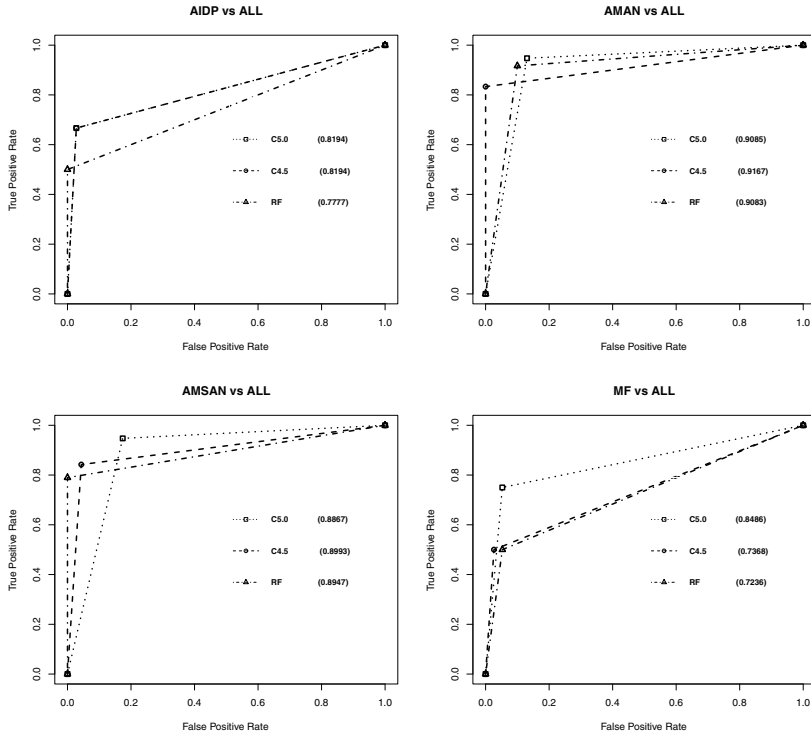 AIDP vs ALL
True Positive Rate
0.0 0.2 0.4 0.6 0.8 1.0
C5.0 (0.8194)
C4.5 (0.8194)
RF (0.7777)
0.0 0.2 0.4 0.6 0.8 1.0
False Positive Rate
AMAN vs ALL
True Positive Rate
0.0 0.2 0.4 0.6 0.8 1.0
C5.0 (0.9085)
C4.5 (0.9167)
RF (0.9083)
0.0 0.2 0.4 0.6 0.8 1.0
False Positive Rate
AMSAN vs ALL
True Positive Rate
0.0 0.2 0.4 0.6 0.8 1.0
C5.0 (0.8867)
C4.5 (0.8993)
RF (0.8947)
0.0 0.2 0.4 0.6 0.8 1.0
False Positive Rate
MF vs ALL
True Positive Rate
0.0 0.2 0.4 0.6 0.8 1.0
C5.0 (0.8486)
C4.5 (0.7368)
RF (0.7236)
0.0 0.2 0.4 0.6 0.8 1.0
False Positive Rate